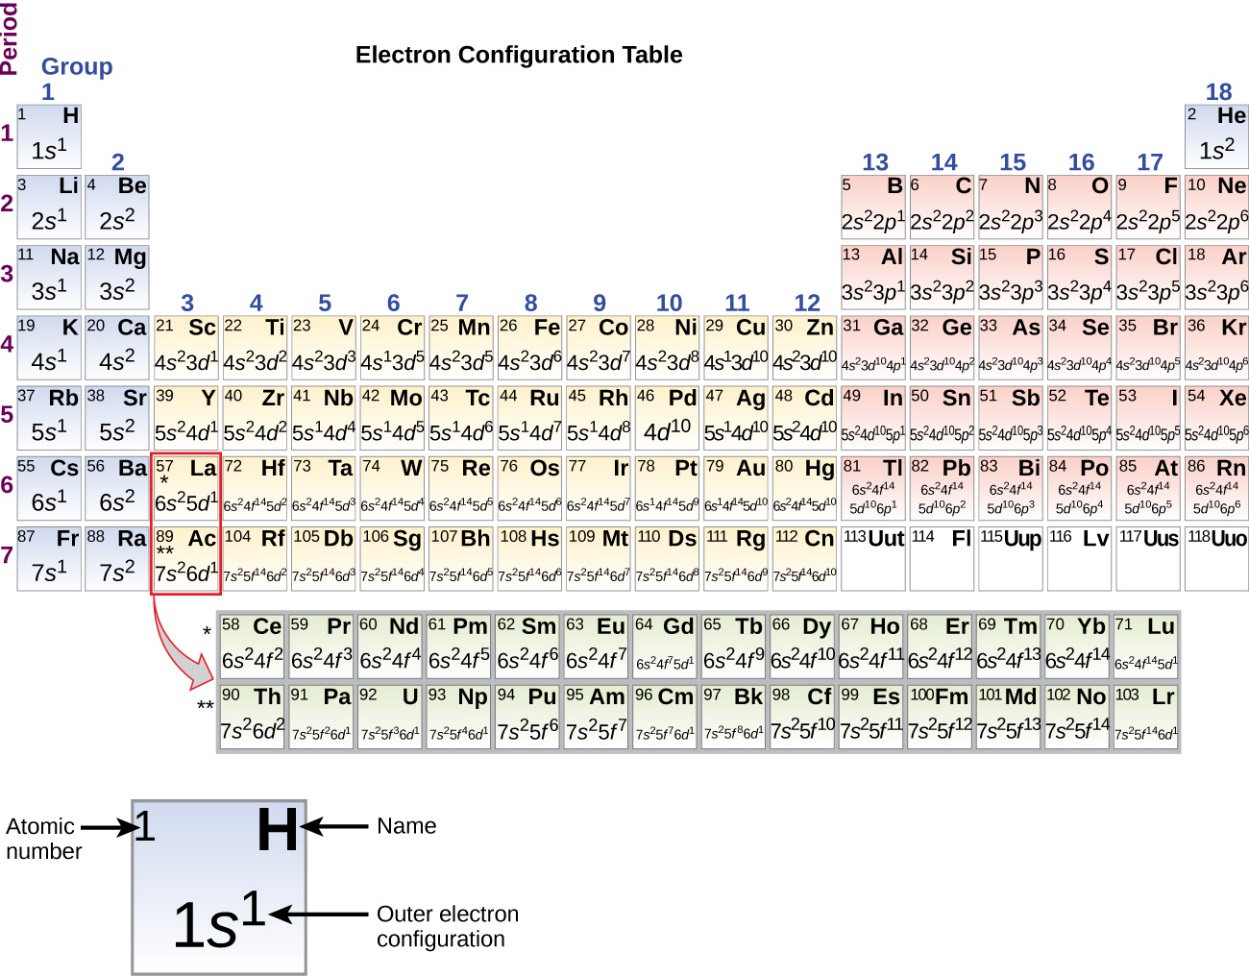 Electron Configuration Table
Period
Group
1 18
1 H 2 He
1 1s¹ 1s²
2 13 14 15 16 17
3 Li 4 Be 5 B 6 C 7 N 8 O 9 F 10 Ne
2 2s¹ 2s² 2s²2p¹ 2s²2p² 2s²2p³ 2s²2p⁴ 2s²2p⁵ 2s²2p⁶
11 Na 12 Mg 13 Al 14 Si 15 P 16 S 17 Cl 18 Ar
3 3s¹ 3s² 3s²3p¹ 3s²3p² 3s²3p³ 3s²3p⁴ 3s²3p⁵ 3s²3p⁶
3 4 5 6 7 8 9 10 11 12
19 K 20 Ca 21 Sc 22 Ti 23 V 24 Cr 25 Mn 26 Fe 27 Co 28 Ni 29 Cu 30 Zn 31 Ga 32 Ge 33 As 34 Se 35 Br 36 Kr
4 4s¹ 4s² 4s²3d¹ 4s²3d² 4s²3d³ 4s¹3d⁵ 4s²3d⁵ 4s²3d⁶ 4s²3d⁷ 4s²3d⁸ 4s¹3d¹⁰ 4s²3d¹⁰ 4s²3d¹⁰4p¹ 4s²3d¹⁰4p² 4s²3d¹⁰4p³ 4s²3d¹⁰4p⁴ 4s²3d¹⁰4p⁵ 4s²3d¹⁰4p⁶
37 Rb 38 Sr 39 Y 40 Zr 41 Nb 42 Mo 43 Tc 44 Ru 45 Rh 46 Pd 47 Ag 48 Cd 49 In 50 Sn 51 Sb 52 Te 53 I 54 Xe
5 5s¹ 5s² 5s²4d¹ 5s²4d² 5s¹4d⁴ 5s¹4d⁵ 5s¹4d⁶ 5s¹4d⁷ 5s¹4d⁸ 4d¹⁰ 5s¹4d¹⁰ 5s²4d¹⁰ 5s²4d¹⁰5p¹ 5s²4d¹⁰5p² 5s²4d¹⁰5p³ 5s²4d¹⁰5p⁴ 5s²4d¹⁰5p⁵ 5s²4d¹⁰5p⁶
55 Cs 56 Ba 57 La * 72 Hf 73 Ta 74 W 75 Re 76 Os 77 Ir 78 Pt 79 Au 80 Hg 81 Tl 82 Pb 83 Bi 84 Po 85 At 86 Rn
6 6s¹ 6s² 6s²5d¹ 6s²4f¹⁴5d² 6s²4f¹⁴5d³ 6s²4f¹⁴5d⁴ 6s²4f¹⁴5d⁵ 6s²4f¹⁴5d⁶ 6s²4f¹⁴5d⁷ 6s¹4f¹⁴5d⁹ 6s¹4f¹⁴5d¹⁰ 6s²4f¹⁴5d¹⁰ 6s²4f¹⁴5d¹⁰6p¹ 6s²4f¹⁴5d¹⁰6p² 6s²4f¹⁴5d¹⁰6p³ 6s²4f¹⁴5d¹⁰6p⁴ 6s²4f¹⁴5d¹⁰6p⁵ 6s²4f¹⁴5d¹⁰6p⁶
87 Fr 88 Ra 89 Ac ** 104 Rf 105 Db 106 Sg 107 Bh 108 Hs 109 Mt 110 Ds 111 Rg 112 Cn 113 Uut 114 Fl 115 Uup 116 Lv 117 Uus 118 Uuo
7 7s¹ 7s² 7s²6d¹ 7s²5f¹⁴6d² 7s²5f¹⁴6d³ 7s²5f¹⁴6d⁴ 7s²5f¹⁴6d⁵ 7s²5f¹⁴6d⁶ 7s²5f¹⁴6d⁷ 7s²5f¹⁴6d⁸ 7s²5f¹⁴6d⁹ 7s²5f¹⁴6d¹⁰
* 58 Ce 59 Pr 60 Nd 61 Pm 62 Sm 63 Eu 64 Gd 65 Tb 66 Dy 67 Ho 68 Er 69 Tm 70 Yb 71 Lu
6s²4f² 6s²4f³ 6s²4f⁴ 6s²4f⁵ 6s²4f⁶ 6s²4f⁷ 6s²4f⁷5d¹ 6s²4f⁹ 6s²4f¹⁰ 6s²4f¹¹ 6s²4f¹² 6s²4f¹³ 6s²4f¹⁴ 6s²4f¹⁴5d¹
** 90 Th 91 Pa 92 U 93 Np 94 Pu 95 Am 96 Cm 97 Bk 98 Cf 99 Es 100 Fm 101 Md 102 No 103 Lr
7s²6d² 7s²5f²6d¹ 7s²5f³6d¹ 7s²5f⁴6d¹ 7s²5f⁶ 7s²5f⁷ 7s²5f⁷6d¹ 7s²5f⁸6d¹ 7s²5f¹⁰ 7s²5f¹¹ 7s²5f¹² 7s²5f¹³ 7s²5f¹⁴ 7s²5f¹⁴6d¹
Atomic
number
1 H
Name
1s¹
Outer electron
configuration